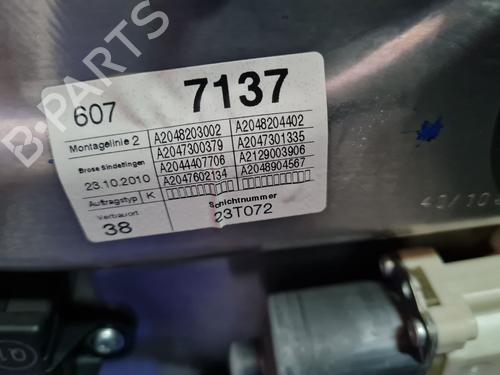 B-PARTS
607 7137
Montagelinie 2 A2048203002 A2048204402
A2047300379 A2047301335
Brose Sindelfingen A2044407706 A2129003906
23.10.2010 A2047602134 A2048904567
Auftragstyp K
Verbauort Schichtnummer
38 23T072